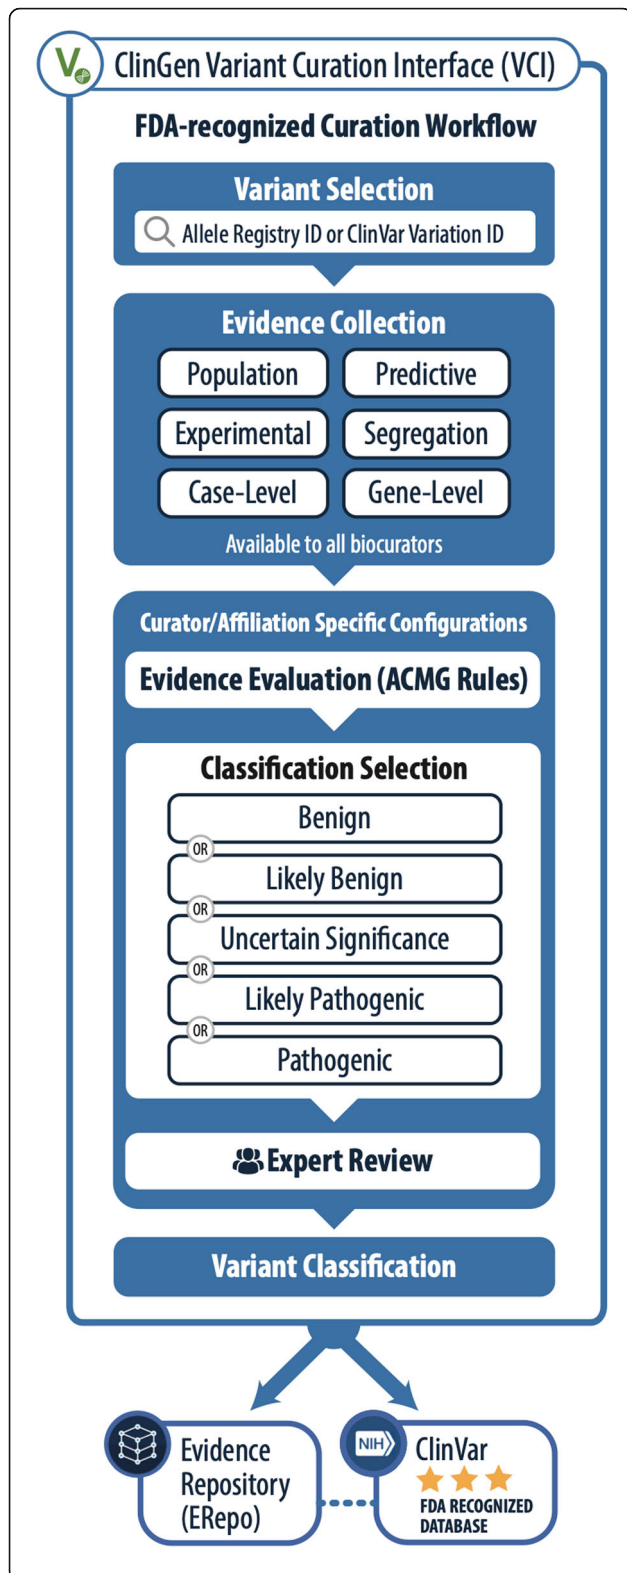 V
ClinGen Variant Curation Interface (VCI)
FDA-recognized Curation Workflow
Variant Selection
Allele Registry ID or ClinVar Variation ID
Evidence Collection
Population
Predictive
Experimental
Segregation
Case-Level
Gene-Level
Available to all biocurators
Curator/Affiliation Specific Configurations
Evidence Evaluation (ACMG Rules)
Classification Selection
Benign
OR
Likely Benign
OR
Uncertain Significance
OR
Likely Pathogenic
OR
Pathogenic
Expert Review
Variant Classification
Evidence
Repository
(ERepo)
NIH
ClinVar
FDA RECOGNIZED
DATABASE